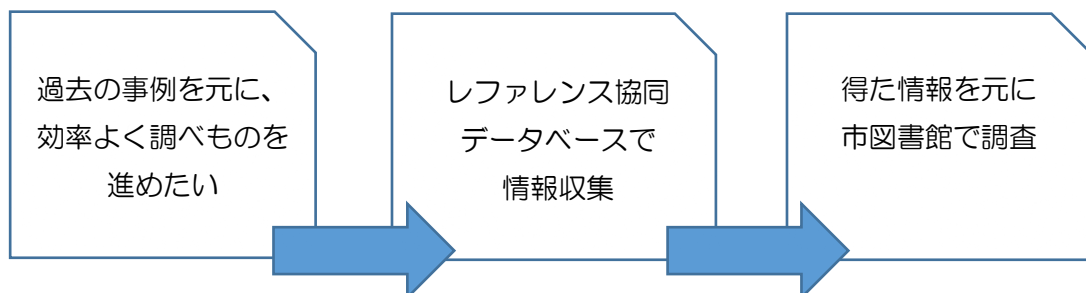 過去の事例を元に、
効率よく調べものを
進めたい
レファレンス協同
データベースで
情報収集
得た情報を元に
市図書館で調査